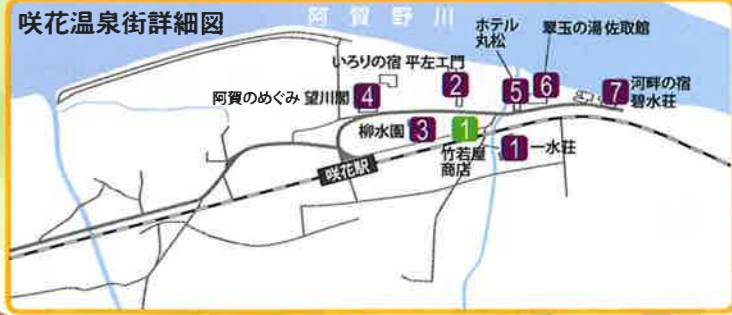 咲花温泉街詳細図
阿賀野川
ホテル
丸松
翠玉の湯 佐取館
いろりの宿 平左エ門
2
5
6
7
河畔の宿
碧水荘
阿賀のめぐみ 望川閣
4
柳水園
3
1
竹若屋
商店
1
一水荘
咲花駅